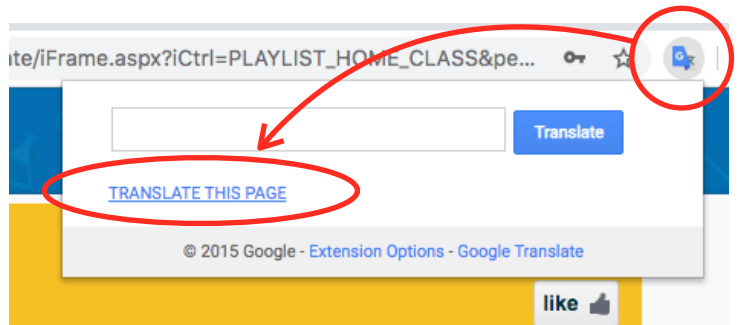 ate/iFrame.aspx?iCtrl=PLAYLIST_HOME_CLASS&pe...
Translate
TRANSLATE THIS PAGE
© 2015 Google - Extension Options - Google Translate
like